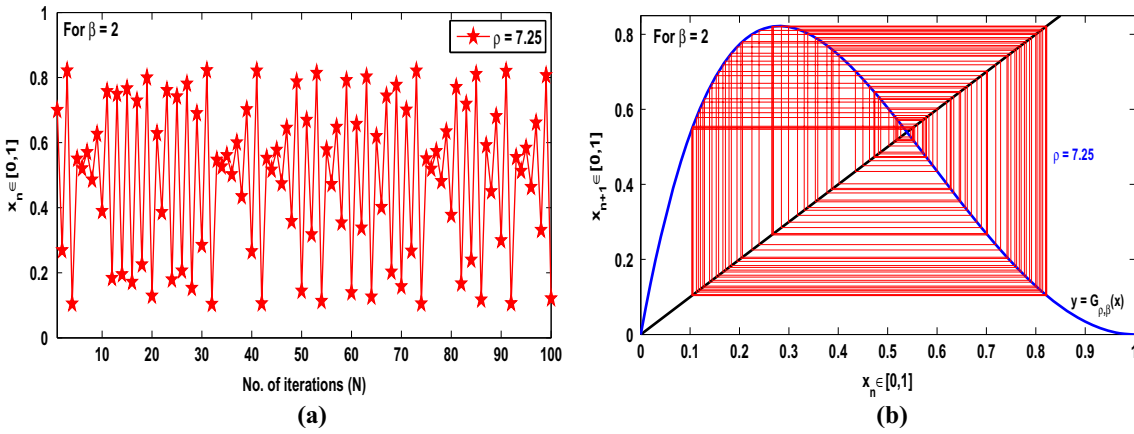 For β = 2
ρ = 7.25
1
0.8
0.6
0.4
0.2
0
x_n∈[0,1]
10 20 30 40 50 60 70 80 90 100
No. of iterations (N)
(a)
For β = 2
ρ = 7.25
y = G_{ρ,β}(x)
0.8
0.6
0.4
0.2
0
x_{n+1}∈[0,1]
0 0.1 0.2 0.3 0.4 0.5 0.6 0.7 0.8 0.9 1
x_n∈[0,1]
(b)